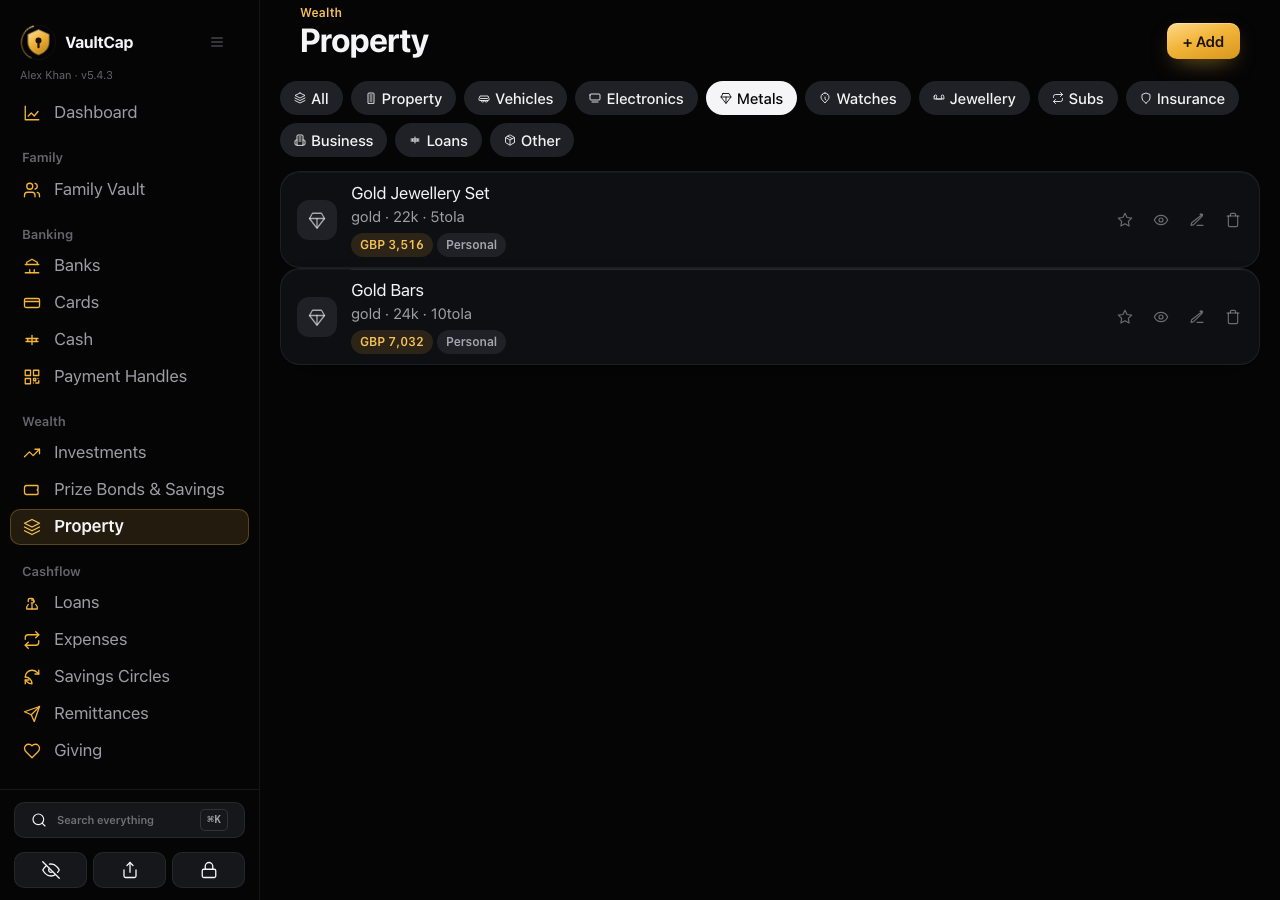 VaultCap
Alex Khan · v5.4.3
Dashboard
Family
Family Vault
Banking
Banks
Cards
Cash
Payment Handles
Wealth
Investments
Prize Bonds & Savings
Property
Cashflow
Loans
Expenses
Savings Circles
Remittances
Giving
Search everything ⌘K
Wealth
Property
+ Add
All Property Vehicles Electronics Metals Watches Jewellery Subs Insurance
Business Loans Other
Gold Jewellery Set
gold · 22k · 5tola
GBP 3,516 Personal
Gold Bars
gold · 24k · 10tola
GBP 7,032 Personal